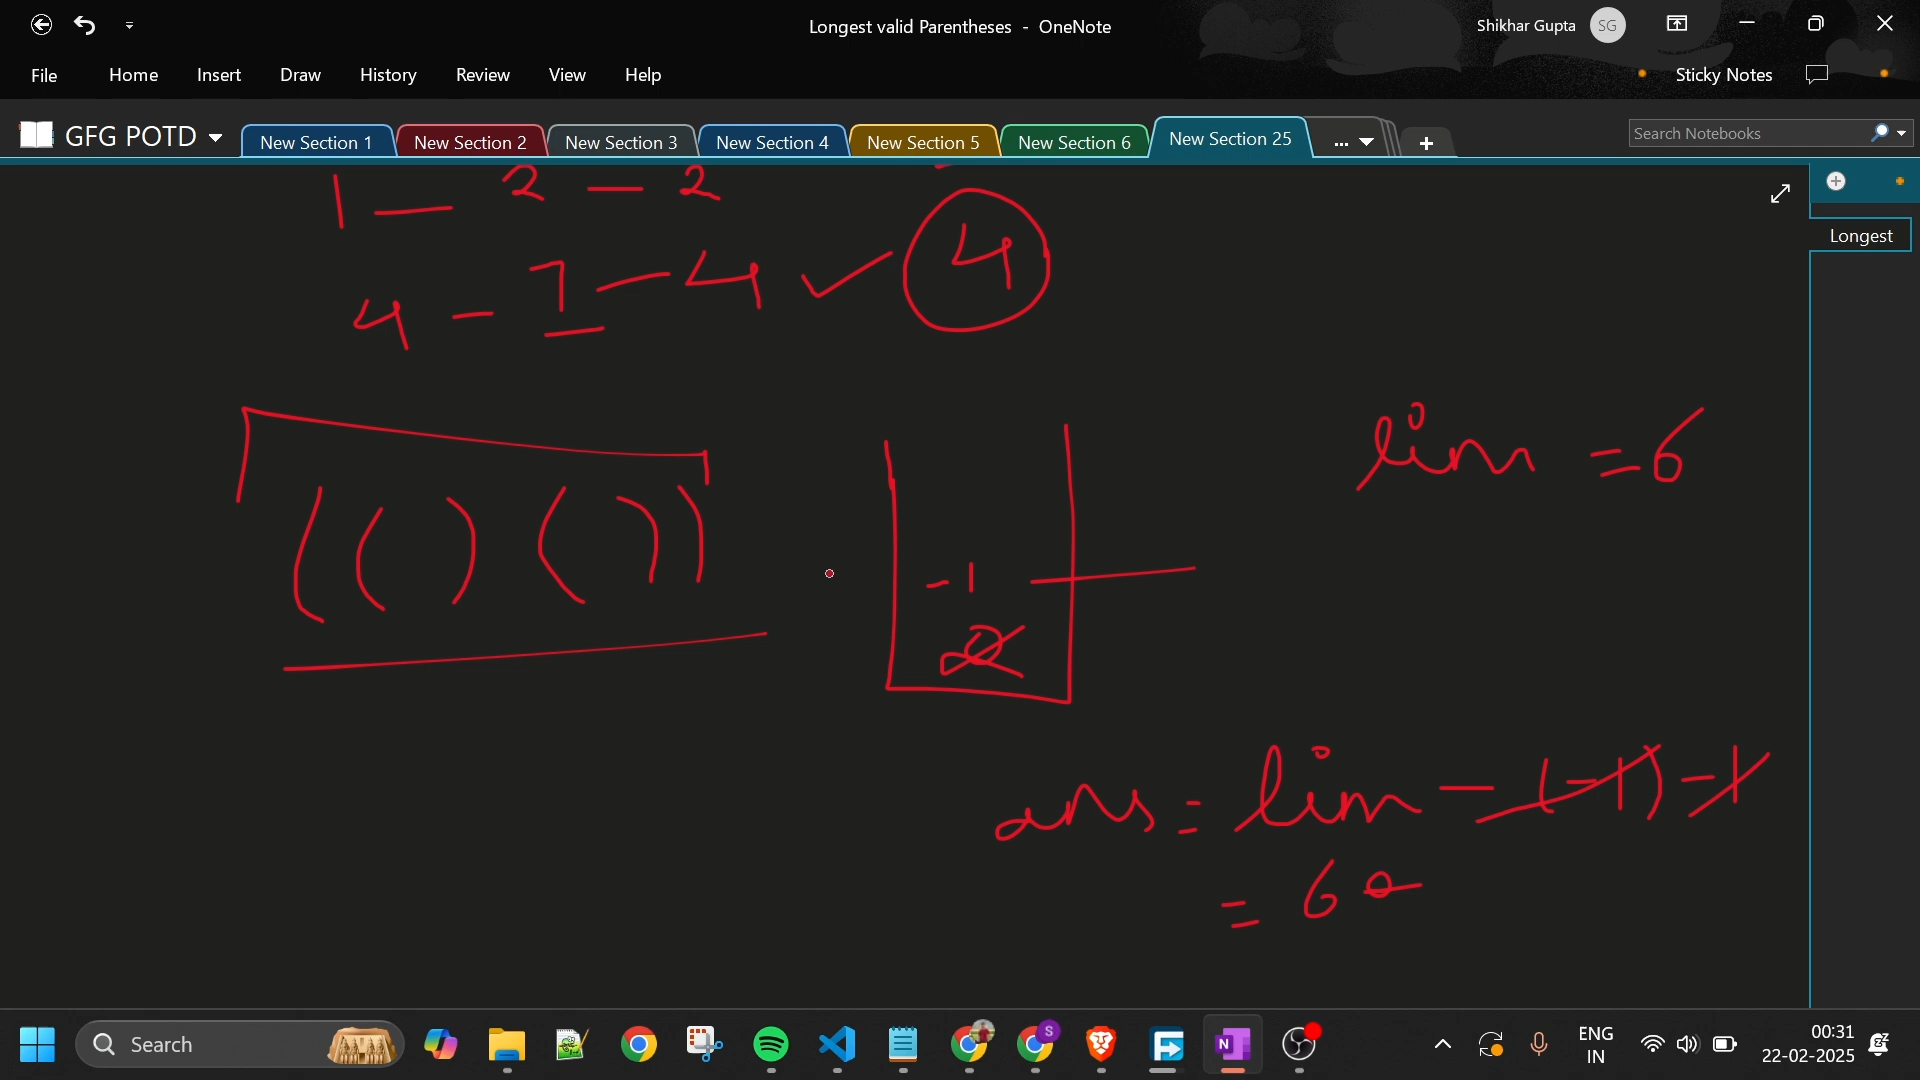 Longest valid Parentheses - OneNote
Shikhar Gupta SG
File Home Insert Draw History Review View Help
Sticky Notes
GFG POTD
New Section 1
New Section 2
New Section 3
New Section 4
New Section 5
New Section 6
New Section 25
...
+
Search Notebooks
Longest
1 — 2 — 2
4 — 7 — 4
4
( ( ) ( ) )
-1
lim = 6
ans = lim - (-1) - 1
= 6
Search
ENG
IN
00:31
22-02-2025